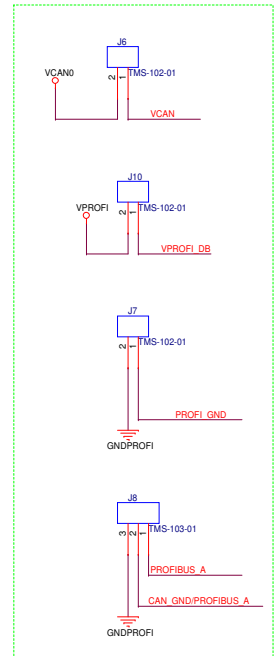 J6
TMS-102-01
VCAN0
2 1
VCAN
J10
TMS-102-01
VPROFI
2 1
VPROFI_DB
J7
TMS-102-01
2 1
PROFI_GND
GNDPROFI
J8
TMS-103-01
3 2 1
PROFIBUS_A
CAN_GND/PROFIBUS_A
GNDPROFI